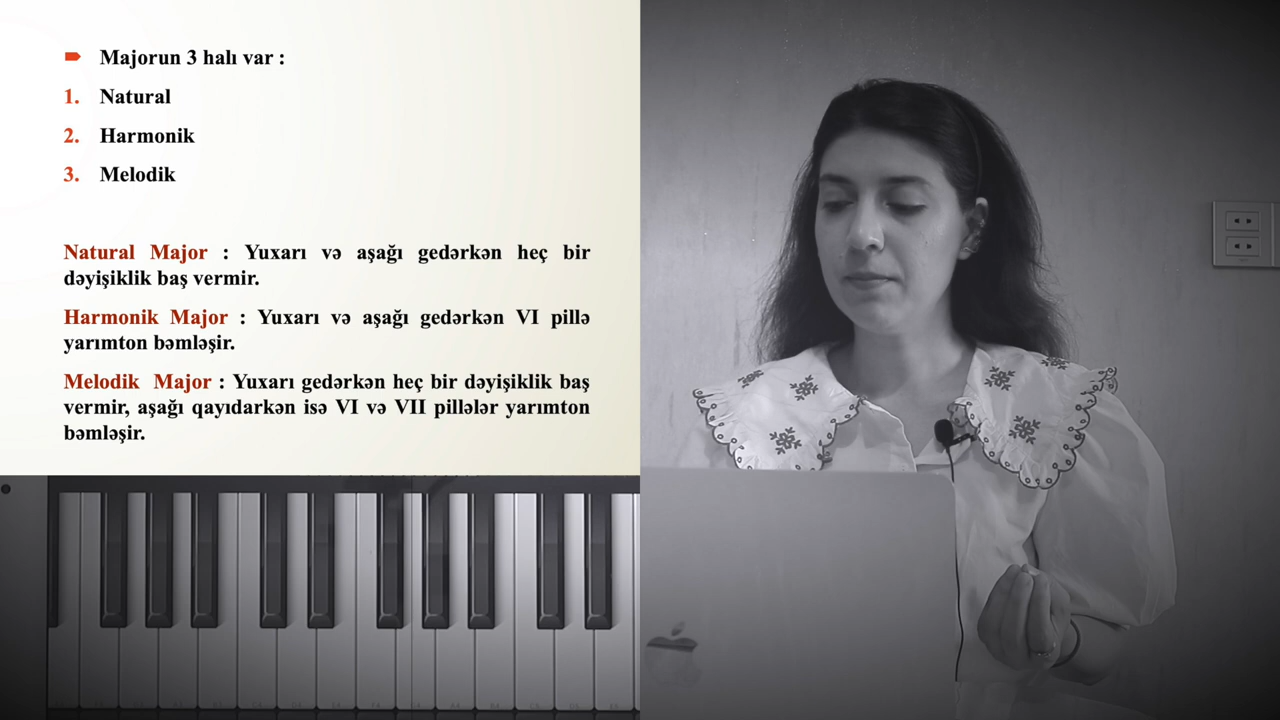 Majorun 3 halı var :
1. Natural
2. Harmonik
3. Melodik
Natural Major : Yuxarı və aşağı gedərkən heç bir
dəyişiklik baş vermir.
Harmonik Major : Yuxarı və aşağı gedərkən VI pillə
yarımton bəmləşir.
Melodik Major : Yuxarı gedərkən heç bir dəyişiklik baş
vermir, aşağı qayıdarkən isə VI və VII pillələr yarımton
bəmləşir.